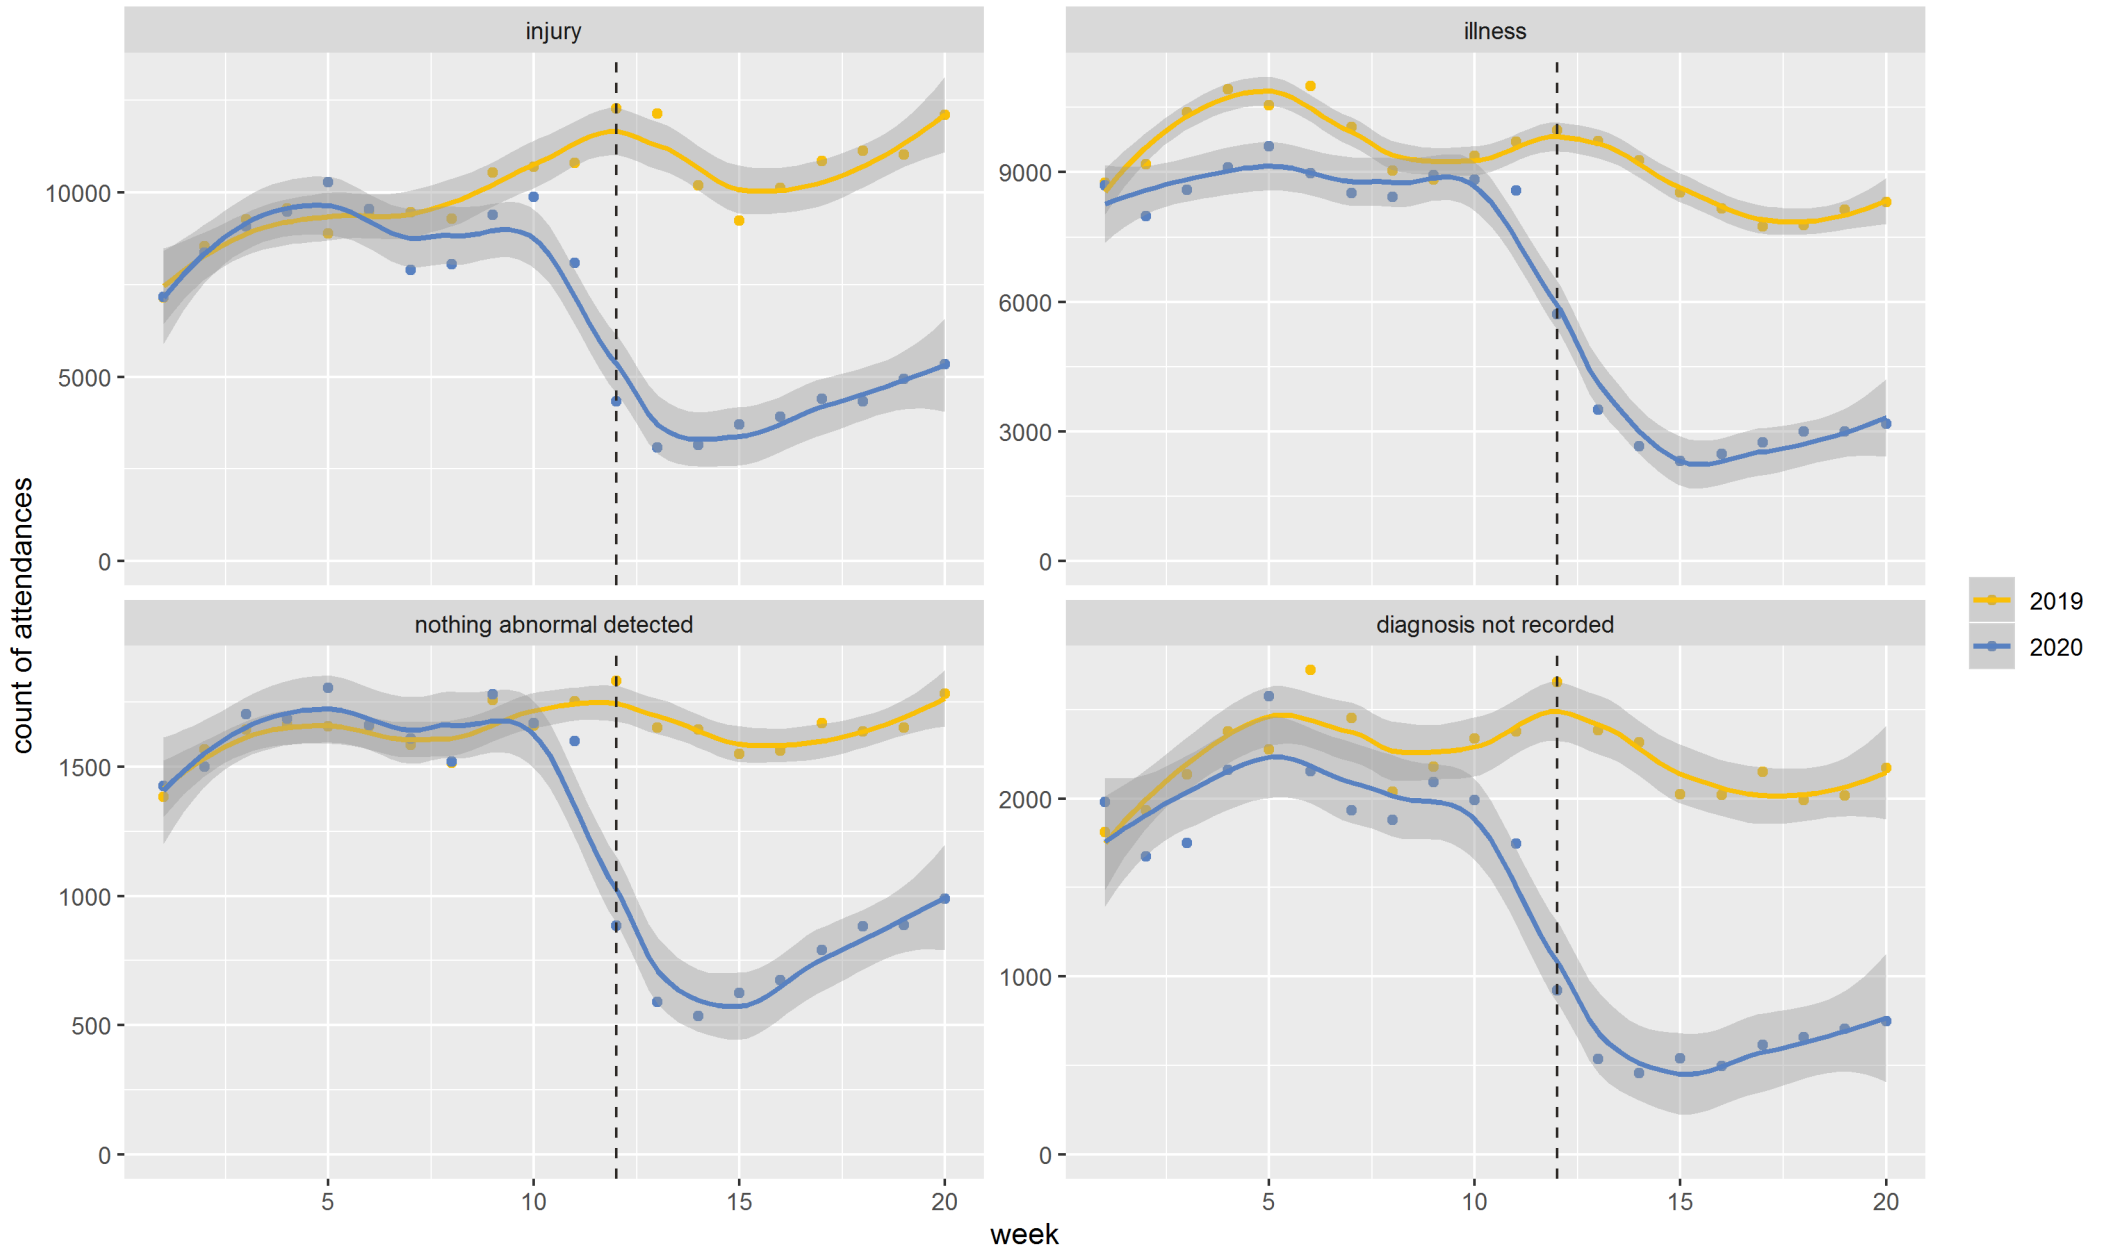 injury
illness
10000
5000
0
9000
6000
3000
0
count of attendances
nothing abnormal detected
diagnosis not recorded
1500
1000
500
0
2000
1000
0
5 10 15 20
5 10 15 20
week
2019
2020